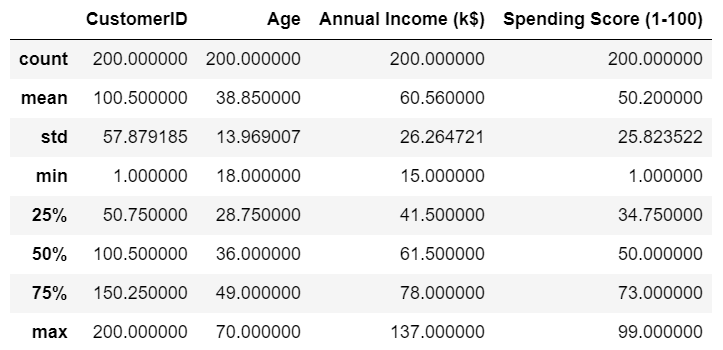 CustomerID Age Annual Income (k$) Spending Score (1-100)
count 200.000000 200.000000 200.000000 200.000000
mean 100.500000 38.850000 60.560000 50.200000
std 57.879185 13.969007 26.264721 25.823522
min 1.000000 18.000000 15.000000 1.000000
25% 50.750000 28.750000 41.500000 34.750000
50% 100.500000 36.000000 61.500000 50.000000
75% 150.250000 49.000000 78.000000 73.000000
max 200.000000 70.000000 137.000000 99.000000